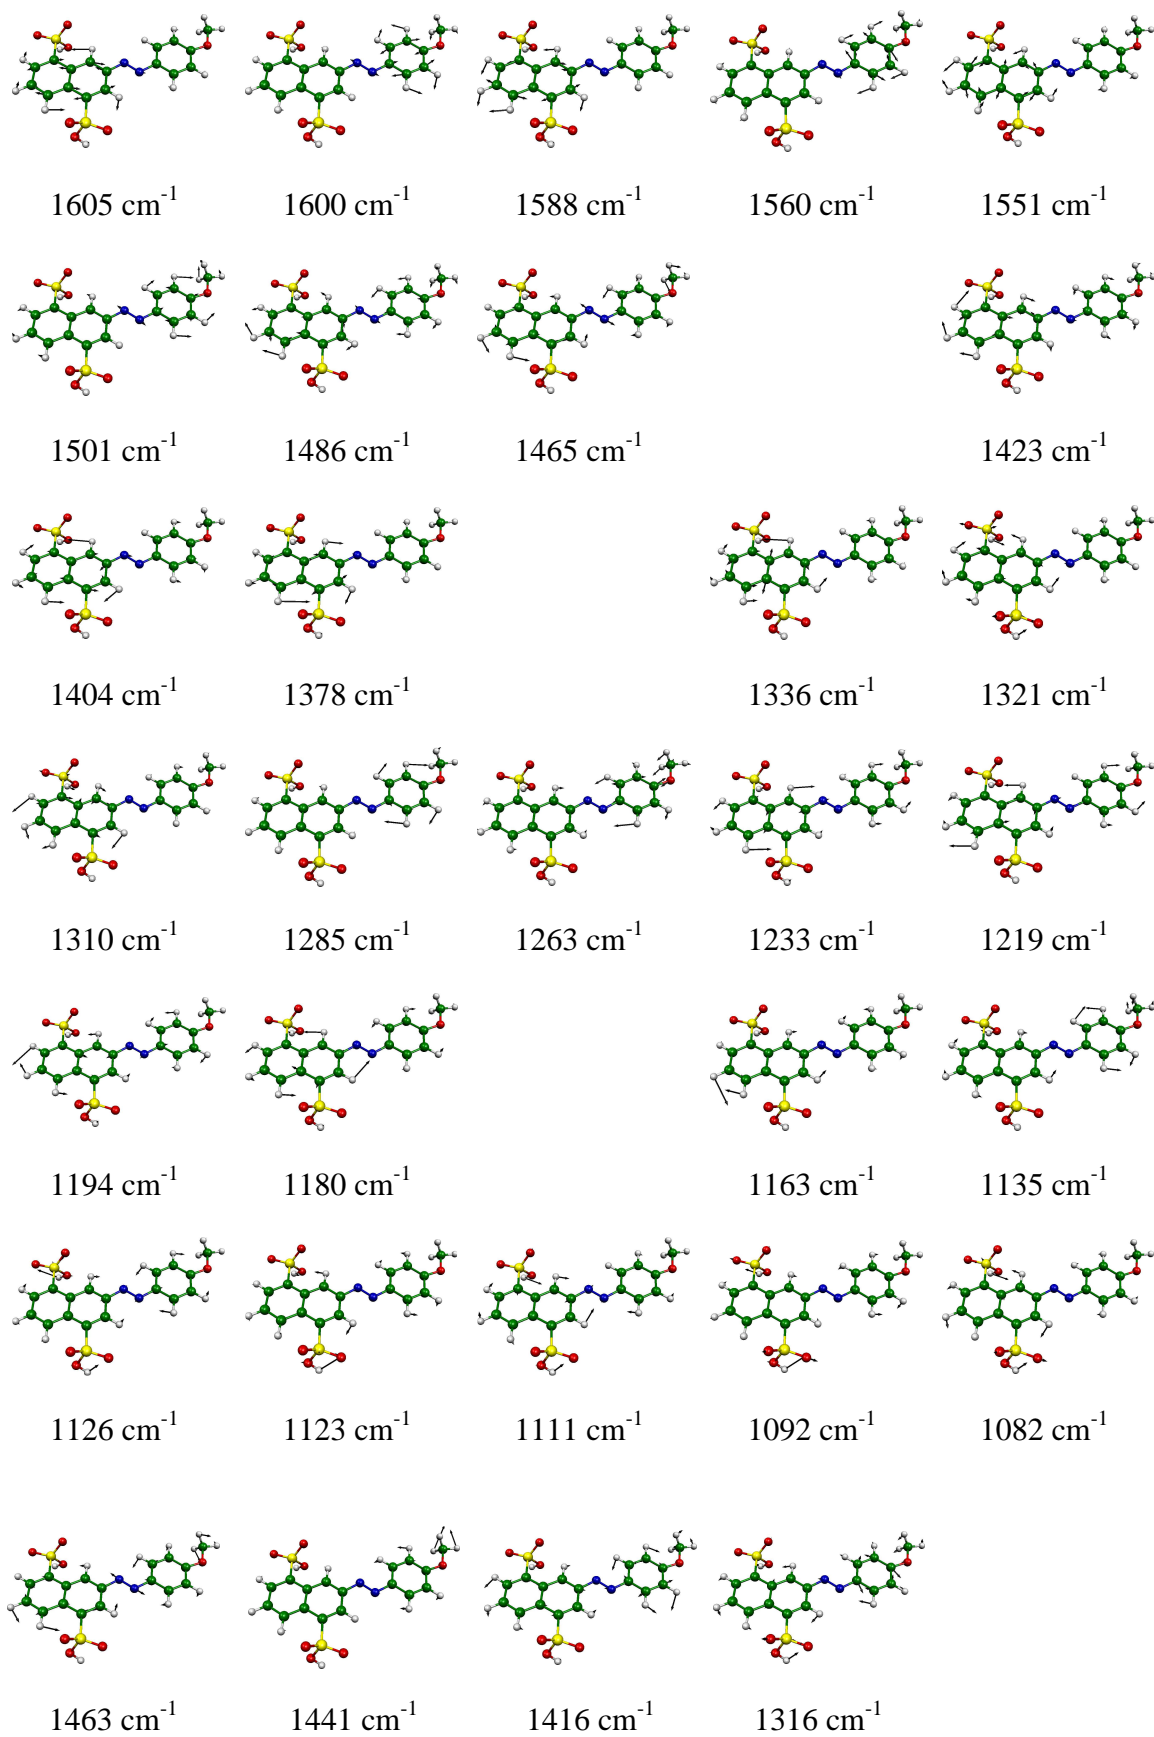 1605 cm⁻¹ 1600 cm⁻¹ 1588 cm⁻¹ 1560 cm⁻¹ 1551 cm⁻¹
1501 cm⁻¹ 1486 cm⁻¹ 1465 cm⁻¹ 1423 cm⁻¹
1404 cm⁻¹ 1378 cm⁻¹ 1336 cm⁻¹ 1321 cm⁻¹
1310 cm⁻¹ 1285 cm⁻¹ 1263 cm⁻¹ 1233 cm⁻¹ 1219 cm⁻¹
1194 cm⁻¹ 1180 cm⁻¹ 1163 cm⁻¹ 1135 cm⁻¹
1126 cm⁻¹ 1123 cm⁻¹ 1111 cm⁻¹ 1092 cm⁻¹ 1082 cm⁻¹
1463 cm⁻¹ 1441 cm⁻¹ 1416 cm⁻¹ 1316 cm⁻¹